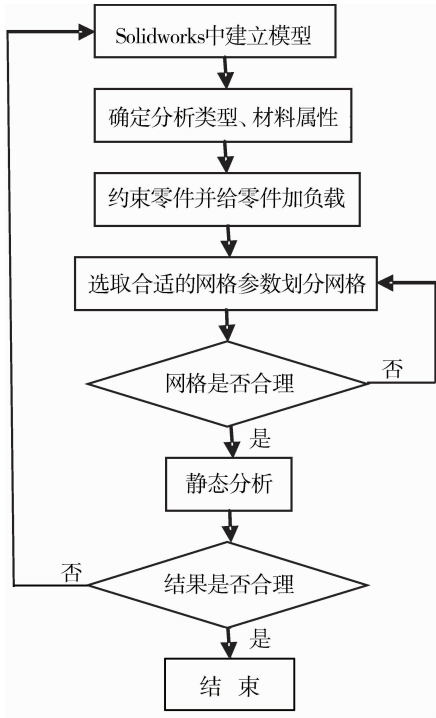 Solidworks中建立模型
确定分析类型、材料属性
约束零件并给零件加负载
选取合适的网格参数划分网格
网格是否合理
否
是
静态分析
结果是否合理
否
是
结 束